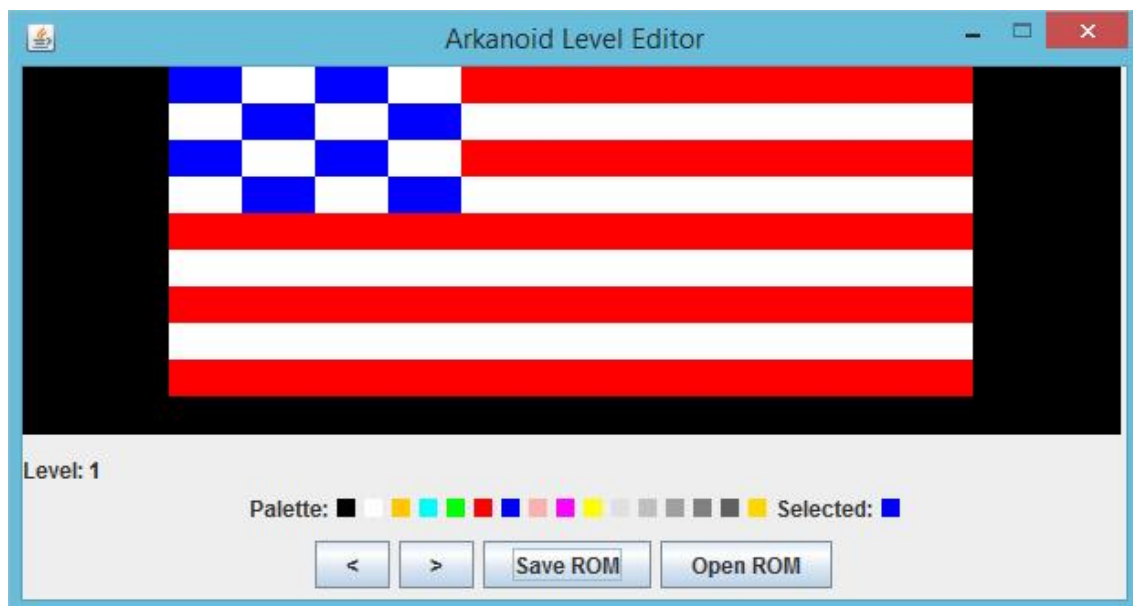 Arkanoid Level Editor
Level: 1
Palette: Selected:
< > Save ROM Open ROM